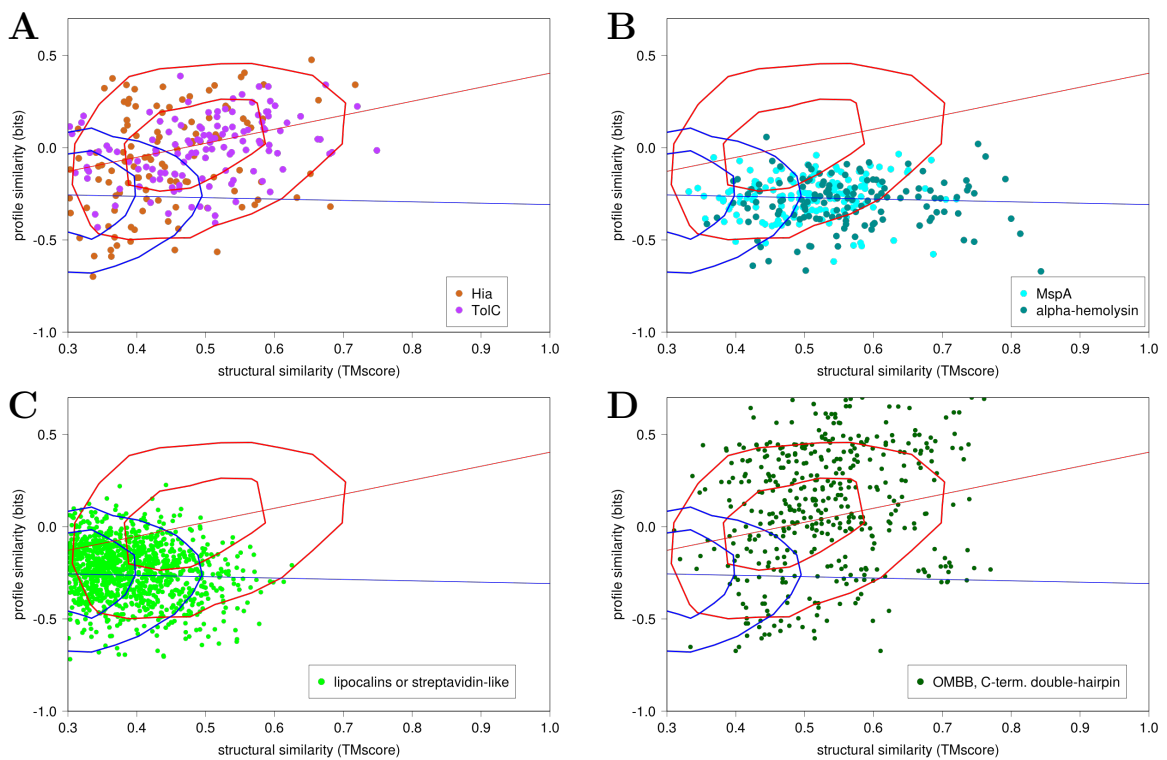 A
0.5
0.0
-0.5
-1.0
profile similarity (bits)
Hia
TolC
0.3 0.4 0.5 0.6 0.7 0.8 0.9 1.0
structural similarity (TMscore)
B
0.5
0.0
-0.5
-1.0
profile similarity (bits)
MspA
alpha-hemolysin
0.3 0.4 0.5 0.6 0.7 0.8 0.9 1.0
structural similarity (TMscore)
C
0.5
0.0
-0.5
-1.0
profile similarity (bits)
lipocalins or streptavidin-like
0.3 0.4 0.5 0.6 0.7 0.8 0.9 1.0
structural similarity (TMscore)
D
0.5
0.0
-0.5
-1.0
profile similarity (bits)
OMBB, C-term. double-hairpin
0.3 0.4 0.5 0.6 0.7 0.8 0.9 1.0
structural similarity (TMscore)